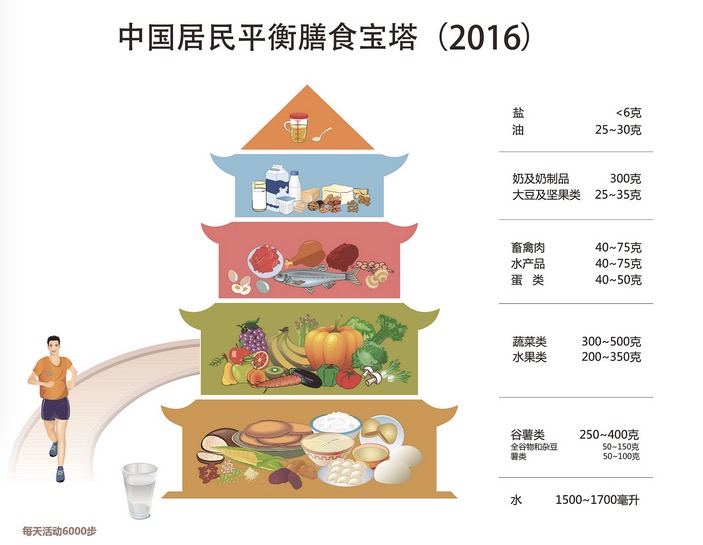 中国居民平衡膳食宝塔（2016）
盐 <6克
油 25~30克
奶及奶制品 300克
大豆及坚果类 25~35克
畜禽肉 40~75克
水产品 40~75克
蛋 类 40~50克
蔬菜类 300~500克
水果类 200~350克
谷薯类 250~400克
全谷物和杂豆 50~150克
薯类 50~100克
水 1500~1700毫升
每天活动6000步